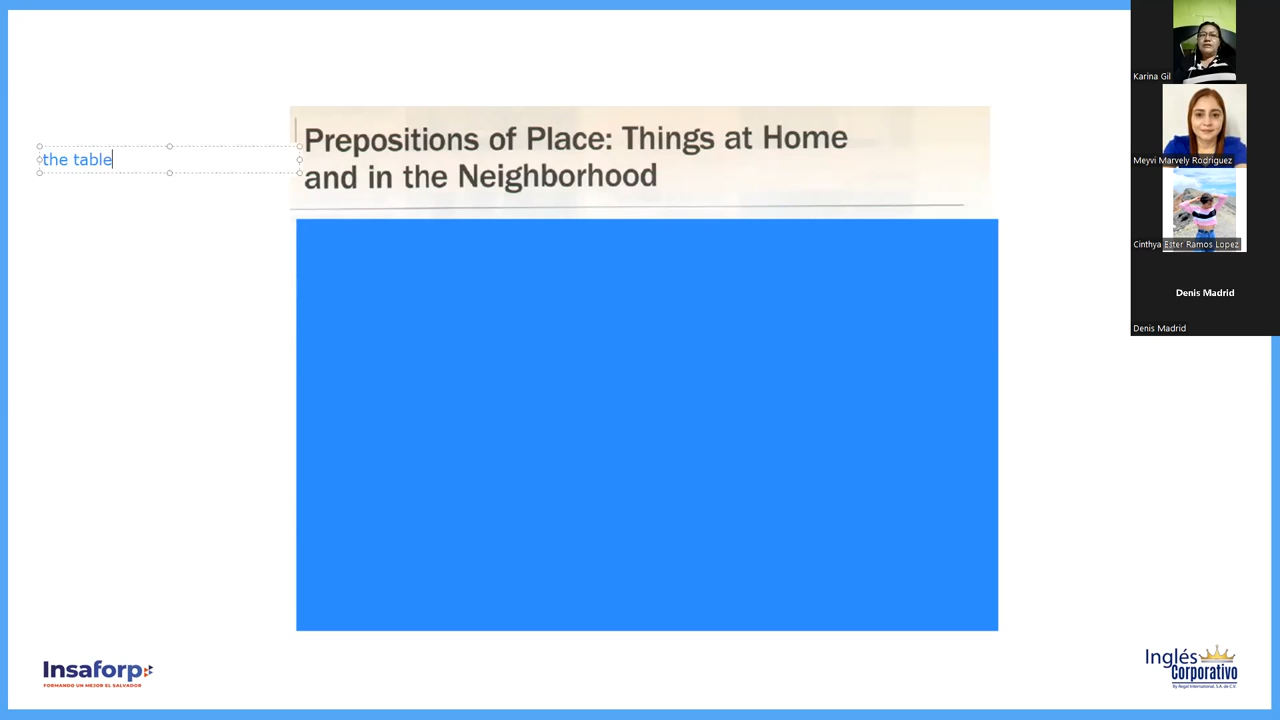 Prepositions of Place: Things at Home
and in the Neighborhood
the table
Karina Gil
Meyvi Marvely Rodriguez
Cinthya Ester Ramos Lopez
Denis Madrid
Denis Madrid
Insaforp
FORMANDO UN MEJOR EL SALVADOR
Inglés
Corporativo
By Regal International, S.A. de C.V.